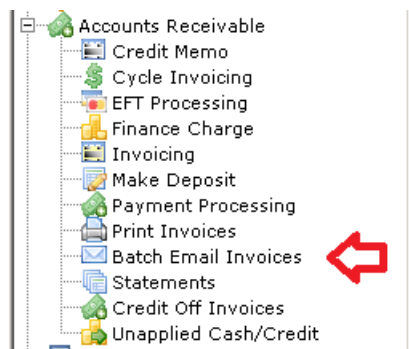 Accounts Receivable
Credit Memo
Cycle Invoicing
EFT Processing
Finance Charge
Invoicing
Make Deposit
Payment Processing
Print Invoices
Batch Email Invoices
Statements
Credit Off Invoices
Unapplied Cash/Credit